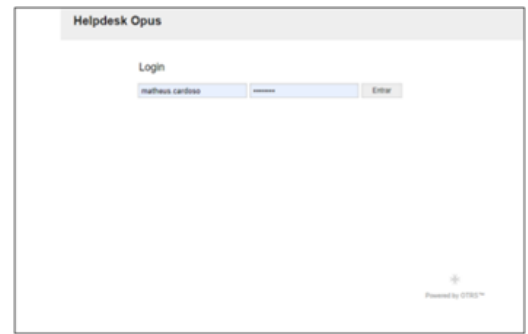 Helpdesk Opus
Login
matheus.cardoso •••••••• Entrar
Powered by OTRS™